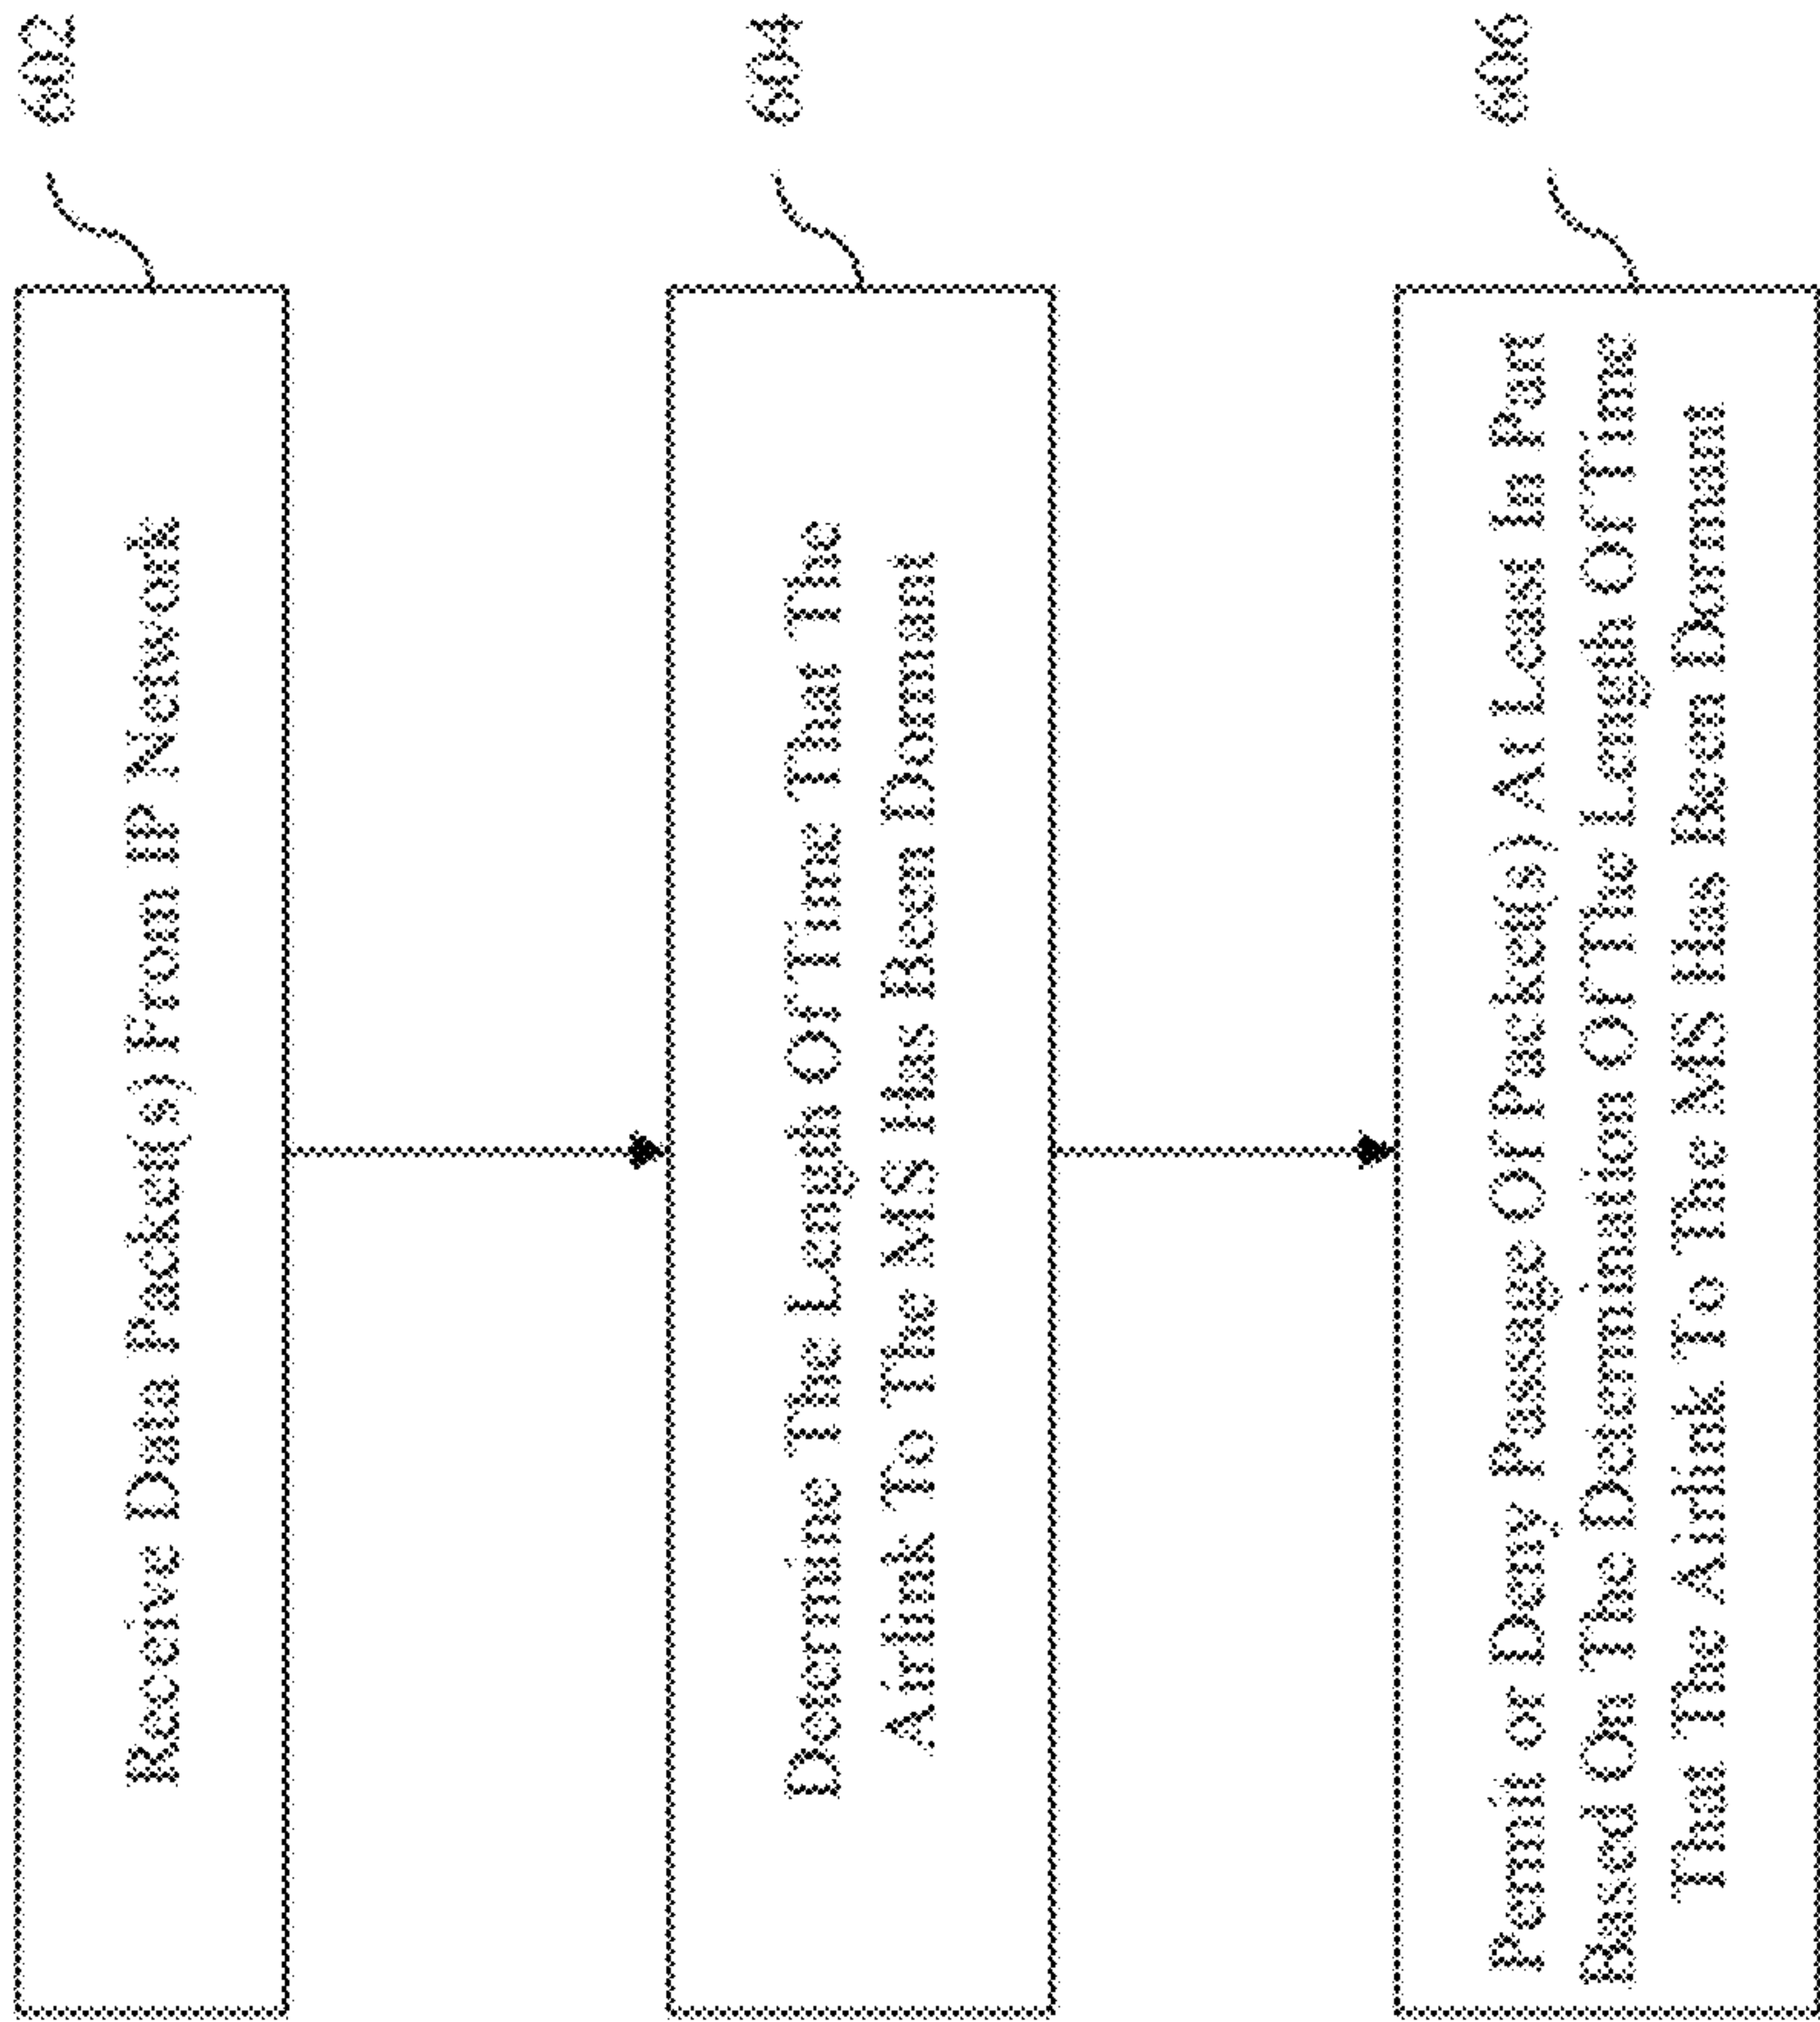 Receive Data Packet(s) From IP Network
602
Determine The Length Of Time That The
Airlink To The MS Has Been Dormant
604
Permit or Deny Passage Of Packet(s) At Least In Part
Based On The Determination Of The Length Of Time
That The Airlink To The MS Has Been Dormant
606